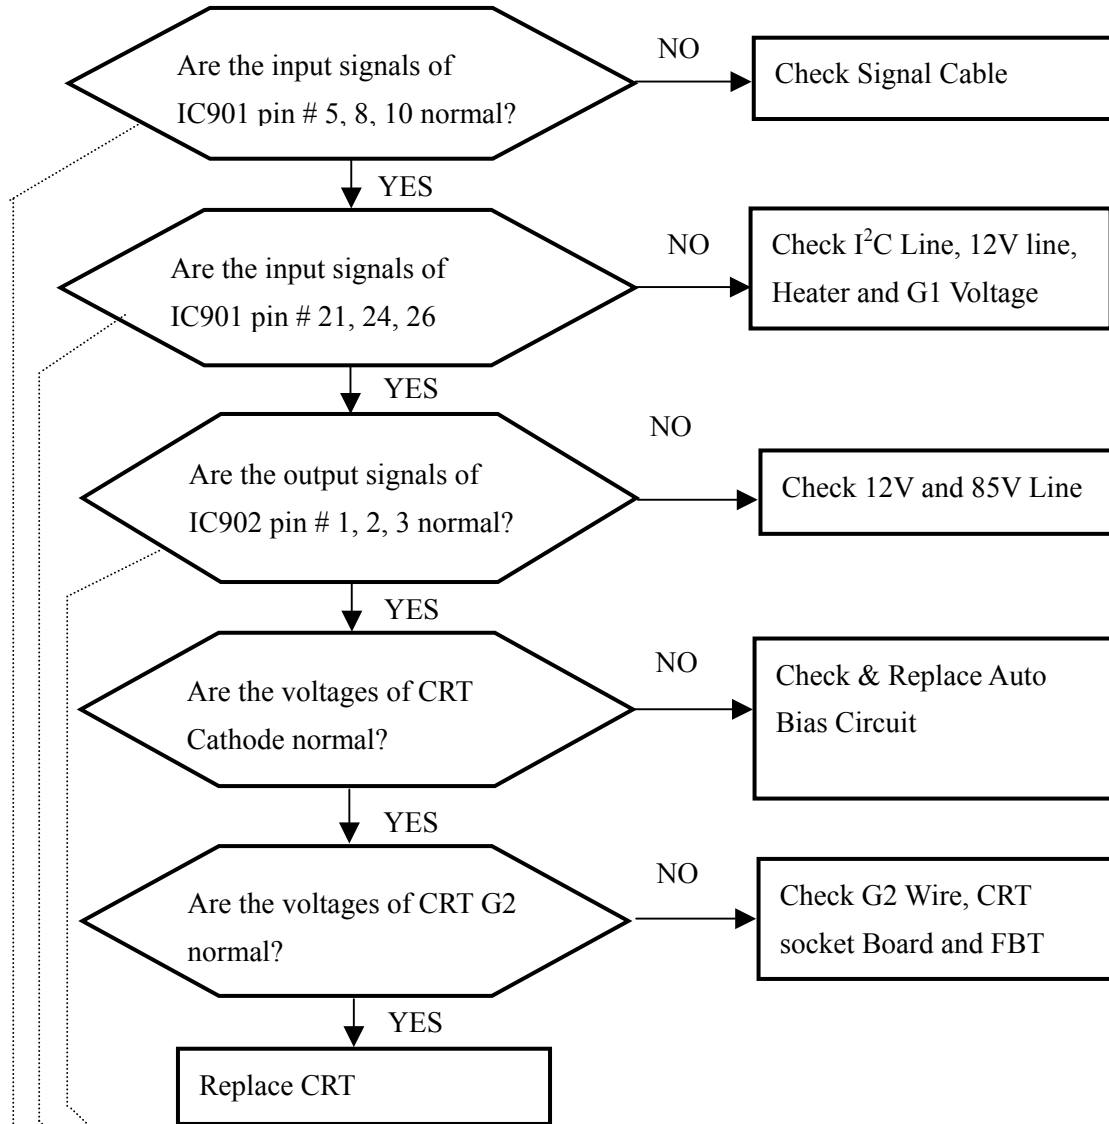 Are the input signals of
IC901 pin # 5, 8, 10 normal?
NO
Check Signal Cable
YES
Are the input signals of
IC901 pin # 21, 24, 26
NO
Check I²C Line, 12V line,
Heater and G1 Voltage
YES
Are the output signals of
IC902 pin # 1, 2, 3 normal?
NO
Check 12V and 85V Line
YES
Are the voltages of CRT
Cathode normal?
NO
Check & Replace Auto
Bias Circuit
YES
Are the voltages of CRT G2
normal?
NO
Check G2 Wire, CRT
socket Board and FBT
YES
Replace CRT